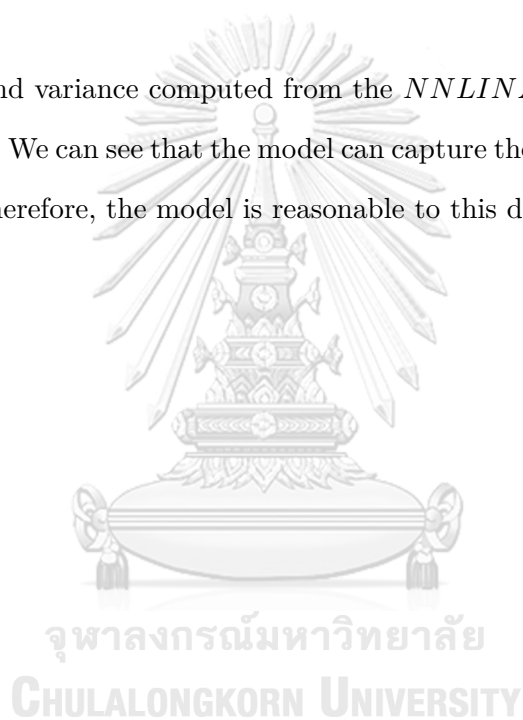 nd variance computed from the NNLINA
We can see that the model can capture the
herefore, the model is reasonable to this d
จุฬาลงกรณ์มหาวิทยาลัย
CHULALONGKORN UNIVERSITY